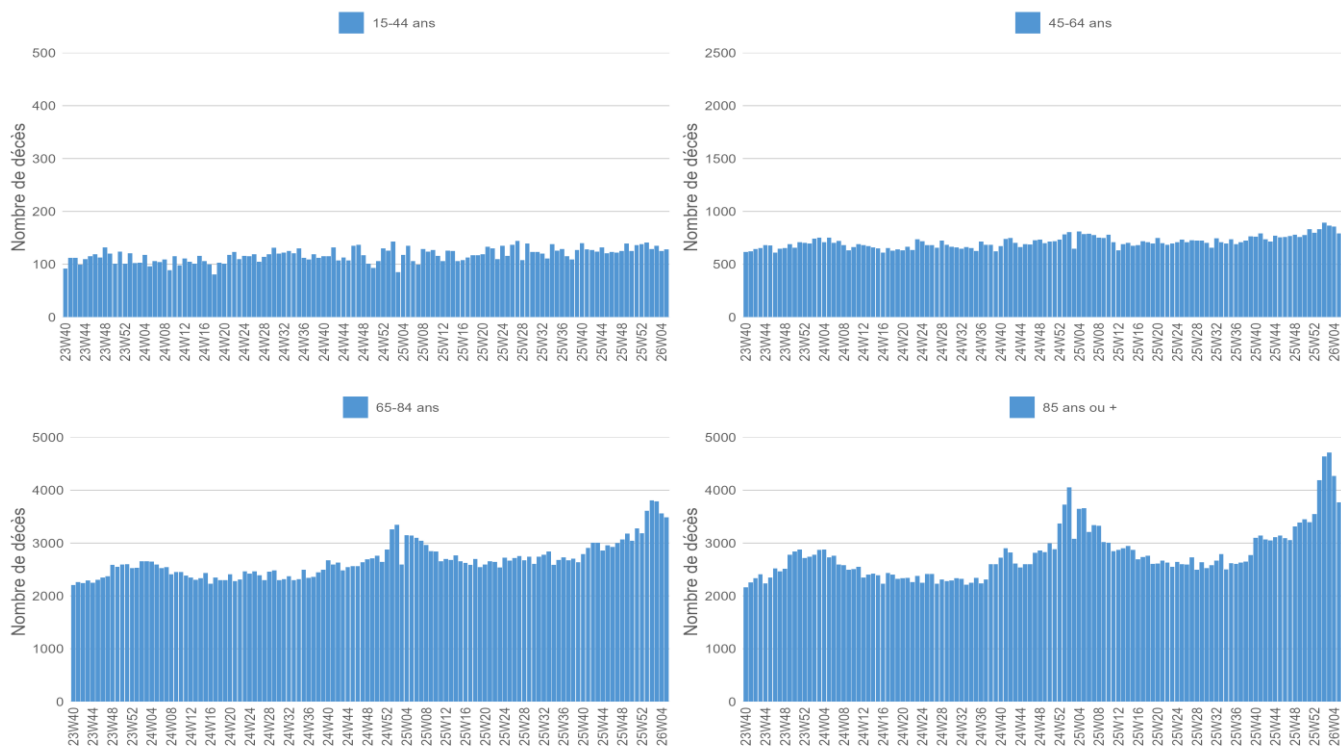 15-44 ans
Nombre de décès
500
400
300
200
100
0
23W40 23W44 23W48 23W52 24W04 24W08 24W12 24W16 24W20 24W24 24W28 24W32 24W36 24W40 24W44 24W48 24W52 25W04 25W08 25W12 25W16 25W20 25W24 25W28 25W32 25W36 25W40 25W44 25W48 25W52 26W04
45-64 ans
Nombre de décès
2500
2000
1500
1000
500
0
23W40 23W44 23W48 23W52 24W04 24W08 24W12 24W16 24W20 24W24 24W28 24W32 24W36 24W40 24W44 24W48 24W52 25W04 25W08 25W12 25W16 25W20 25W24 25W28 25W32 25W36 25W40 25W44 25W48 25W52 26W04
65-84 ans
Nombre de décès
5000
4000
3000
2000
1000
0
23W40 23W44 23W48 23W52 24W04 24W08 24W12 24W16 24W20 24W24 24W28 24W32 24W36 24W40 24W44 24W48 24W52 25W04 25W08 25W12 25W16 25W20 25W24 25W28 25W32 25W36 25W40 25W44 25W48 25W52 26W04
85 ans ou +
Nombre de décès
5000
4000
3000
2000
1000
0
23W40 23W44 23W48 23W52 24W04 24W08 24W12 24W16 24W20 24W24 24W28 24W32 24W36 24W40 24W44 24W48 24W52 25W04 25W08 25W12 25W16 25W20 25W24 25W28 25W32 25W36 25W40 25W44 25W48 25W52 26W04